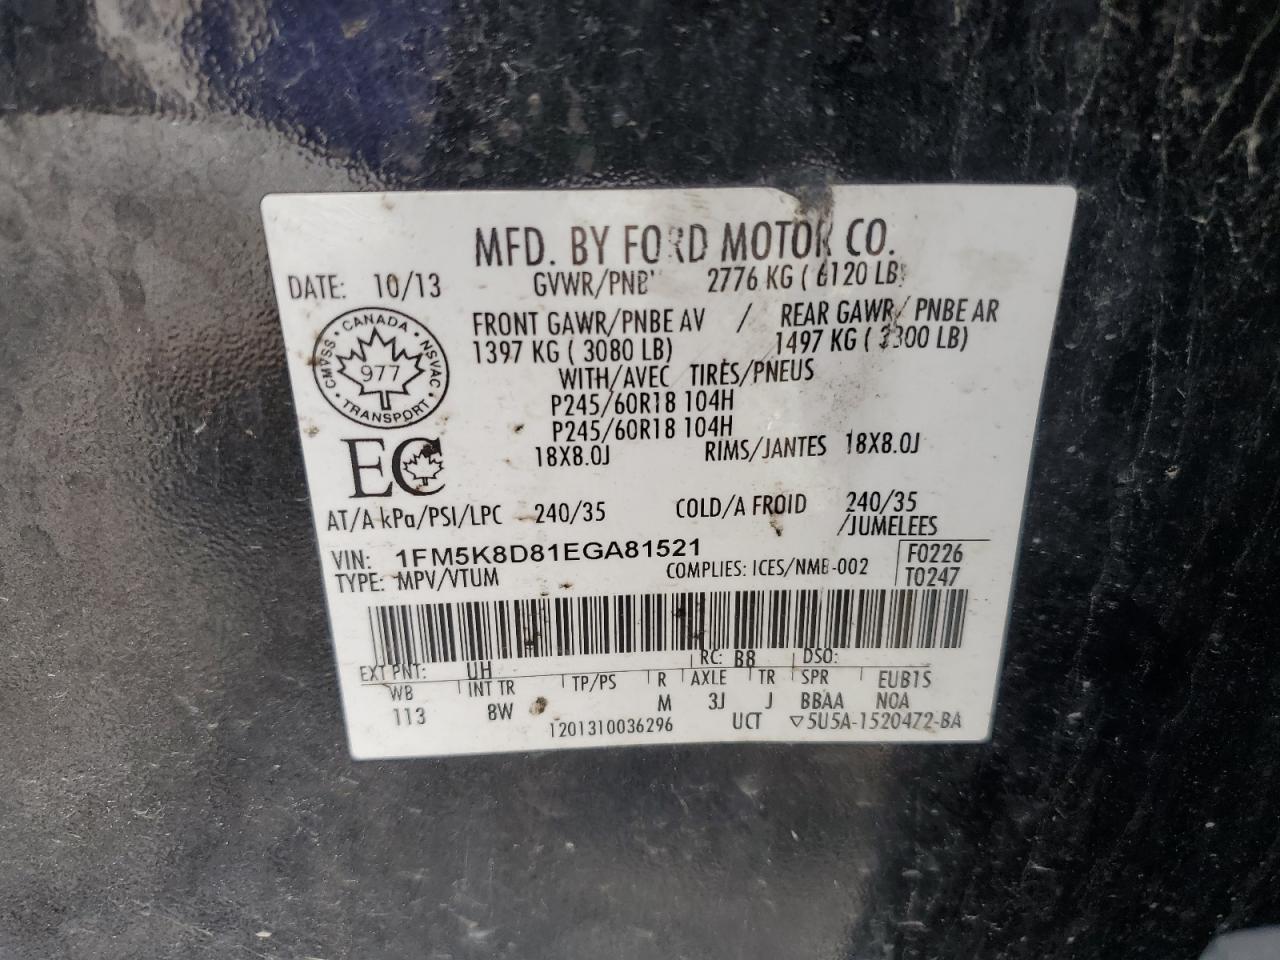 MFD. BY FORD MOTOR CO.
DATE: 10/13 GVWR/PNBV 2776 KG ( 6120 LB)
CANADA
CMVSS 977 NSVAC
TRANSPORT
FRONT GAWR/PNBE AV / REAR GAWR/ PNBE AR
1397 KG ( 3080 LB) 1497 KG ( 3300 LB)
WITH/AVEC TIRES/PNEUS
P245/60R18 104H
P245/60R18 104H
EC
18X8.0J RIMS/JANTES 18X8.0J
AT/A kPa/PSI/LPC 240/35 COLD/A FROID 240/35
/JUMELEES
VIN: 1FM5K8D81EGA81521 F0226
TYPE: MPV/VTUM COMPLIES: ICES/NMB-002 T0247
EXT PNT: UH RC: B8 DSO:
WB INT TR TP/PS R AXLE TR SPR EUB1S
113 8W M 3J J BBAA NOA
1201310036296 UCT ▽5U5A-1520472-BA